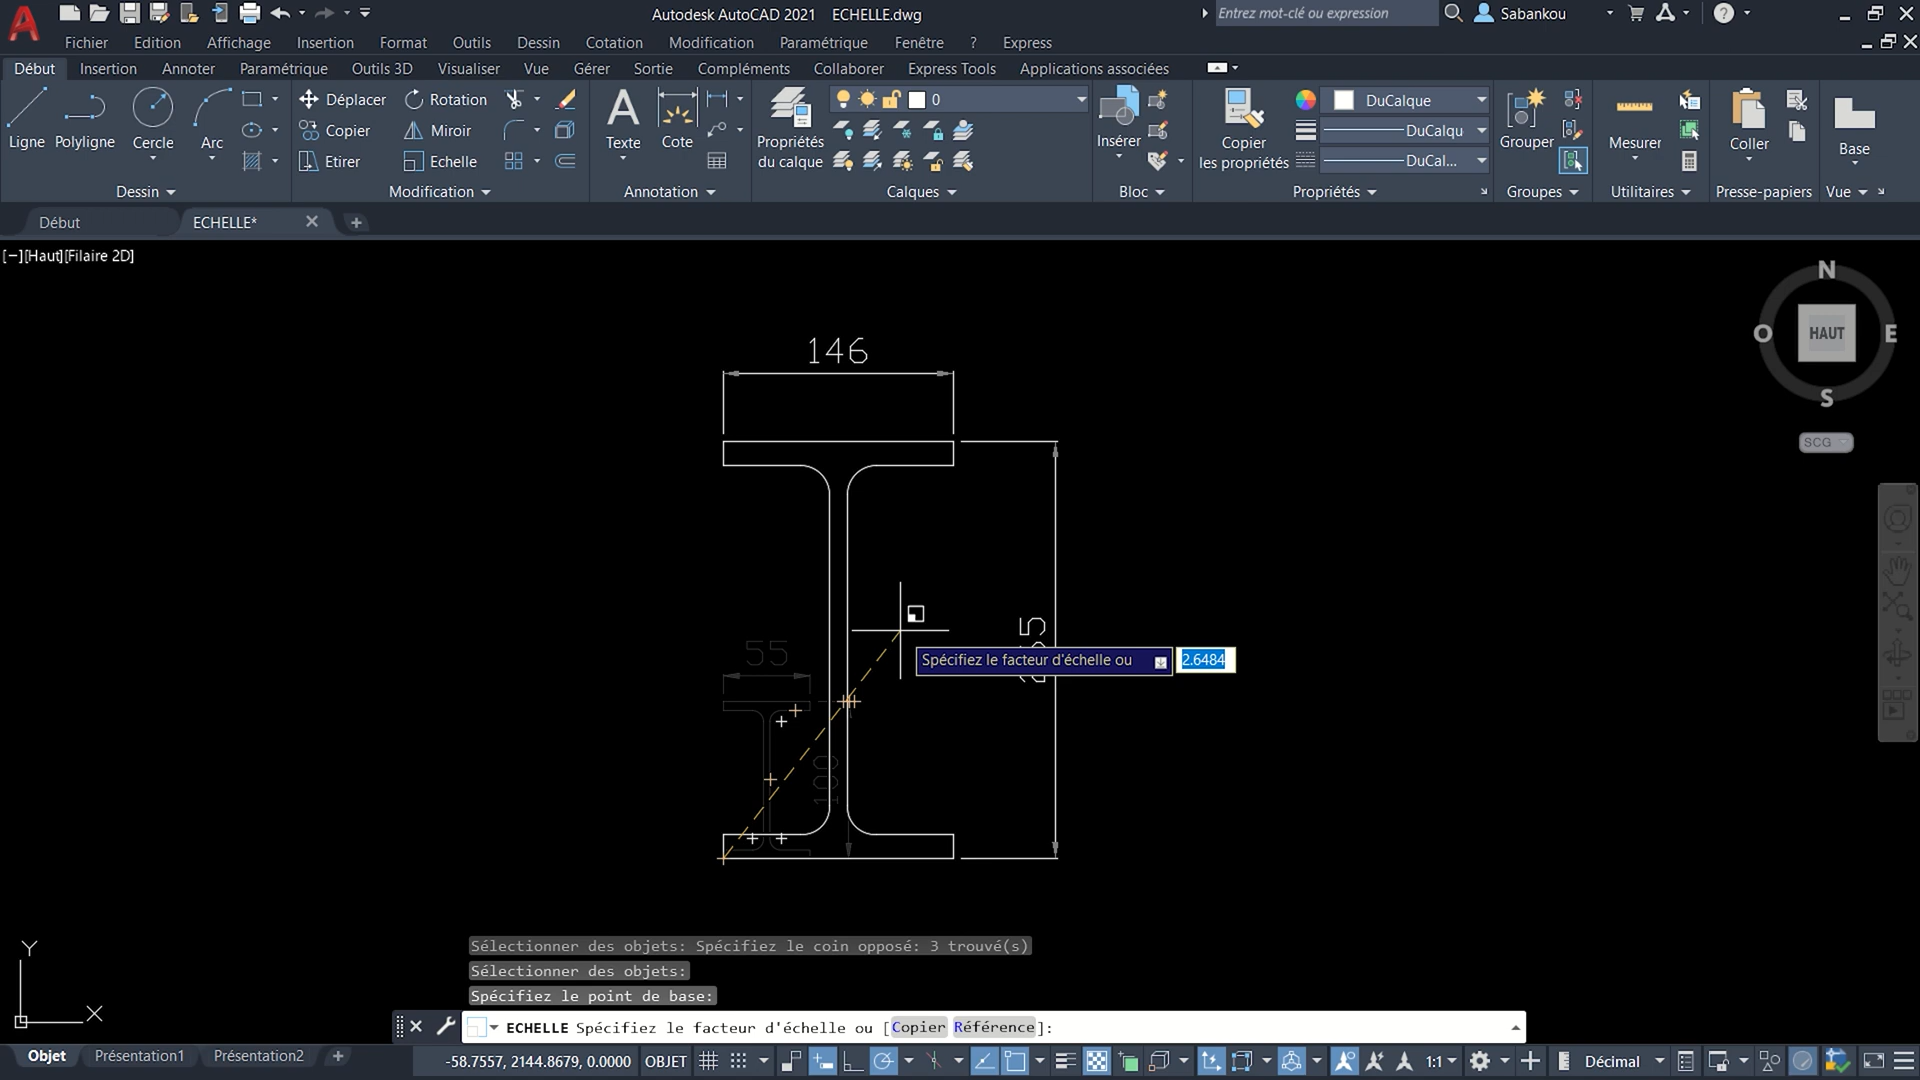 Autodesk AutoCAD 2021 ECHELLE.dwg
Entrez mot-clé ou expression
Sabankou
Fichier Edition Affichage Insertion Format Outils Dessin Cotation Modification Paramétrique Fenêtre ? Express
Début Insertion Annoter Paramétrique Outils 3D Visualiser Vue Gérer Sortie Compléments Collaborer Express Tools Applications associées
Déplacer Rotation
0
DuCalque
Copier Miroir
DuCalqu
Ligne Polyligne Cercle Arc
Texte Cote
Propriétés
du calque
Insérer
Copier
les propriétés
Grouper
Mesurer
Coller
Base
Etirer Echelle
DuCal...
Dessin Modification Annotation Calques Bloc Propriétés Groupes Utilitaires Presse-papiers Vue
Début ECHELLE*
[−][Haut][Filaire 2D]
N
O HAUT E
S
SCG
146
55
100
Spécifiez le facteur d'échelle ou 2.6484
Y
X
Sélectionner des objets: Spécifiez le coin opposé: 3 trouvé(s)
Sélectionner des objets:
Spécifiez le point de base:
ECHELLE Spécifiez le facteur d'échelle ou [Copier Référence]:
Objet Présentation1 Présentation2
-58.7557, 2144.8679, 0.0000 OBJET
1:1
Décimal